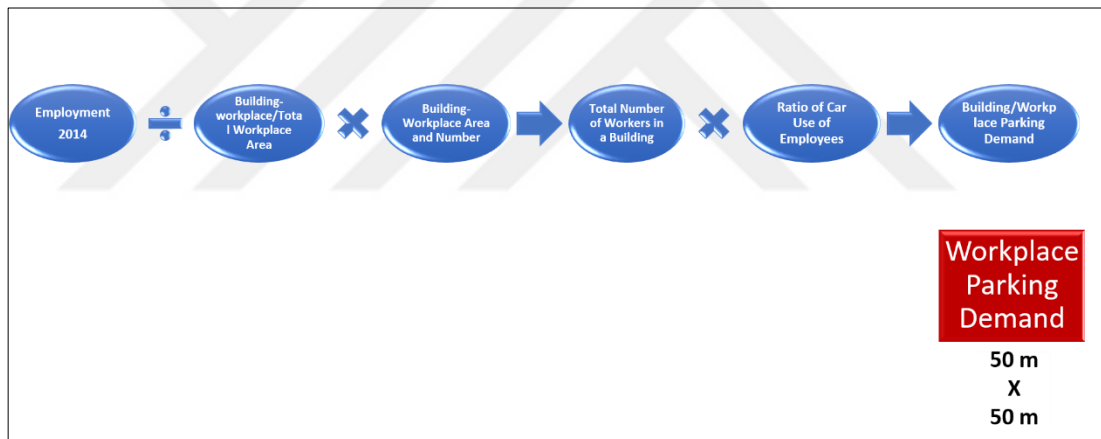 Employment
2014
Building-
workplace/Tota
l Workplace
Area
Building-
Workplace Area
and Number
Total Number
of Workers in
a Building
Ratio of Car
Use of
Employees
Building/Workp
lace Parking
Demand
Workplace
Parking
Demand
50 m
X
50 m